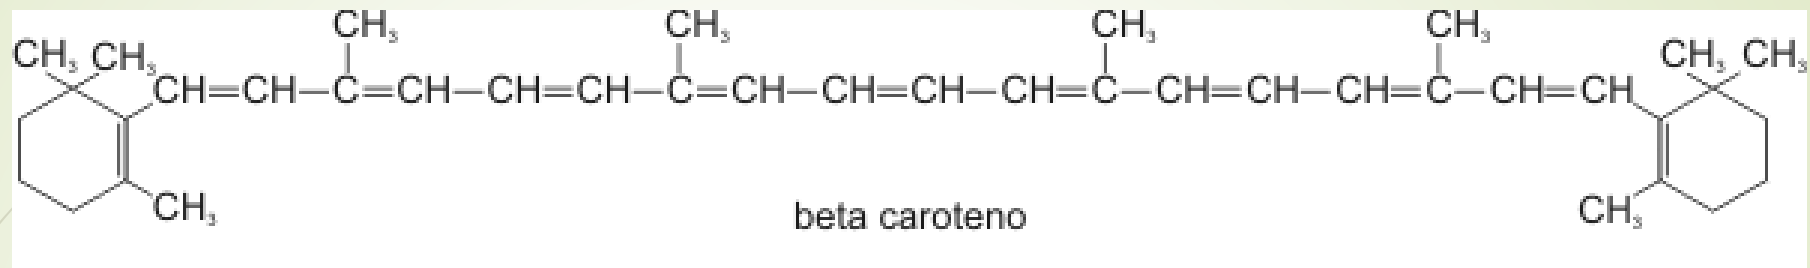 CH₃ CH₃ CH₃ CH₃
CH₃ CH₃ CH₃ CH₃
CH=CH—C=CH—CH=CH—C=CH—CH=CH—CH=C—CH=CH—CH=C—CH=CH
CH₃ CH₃
beta caroteno